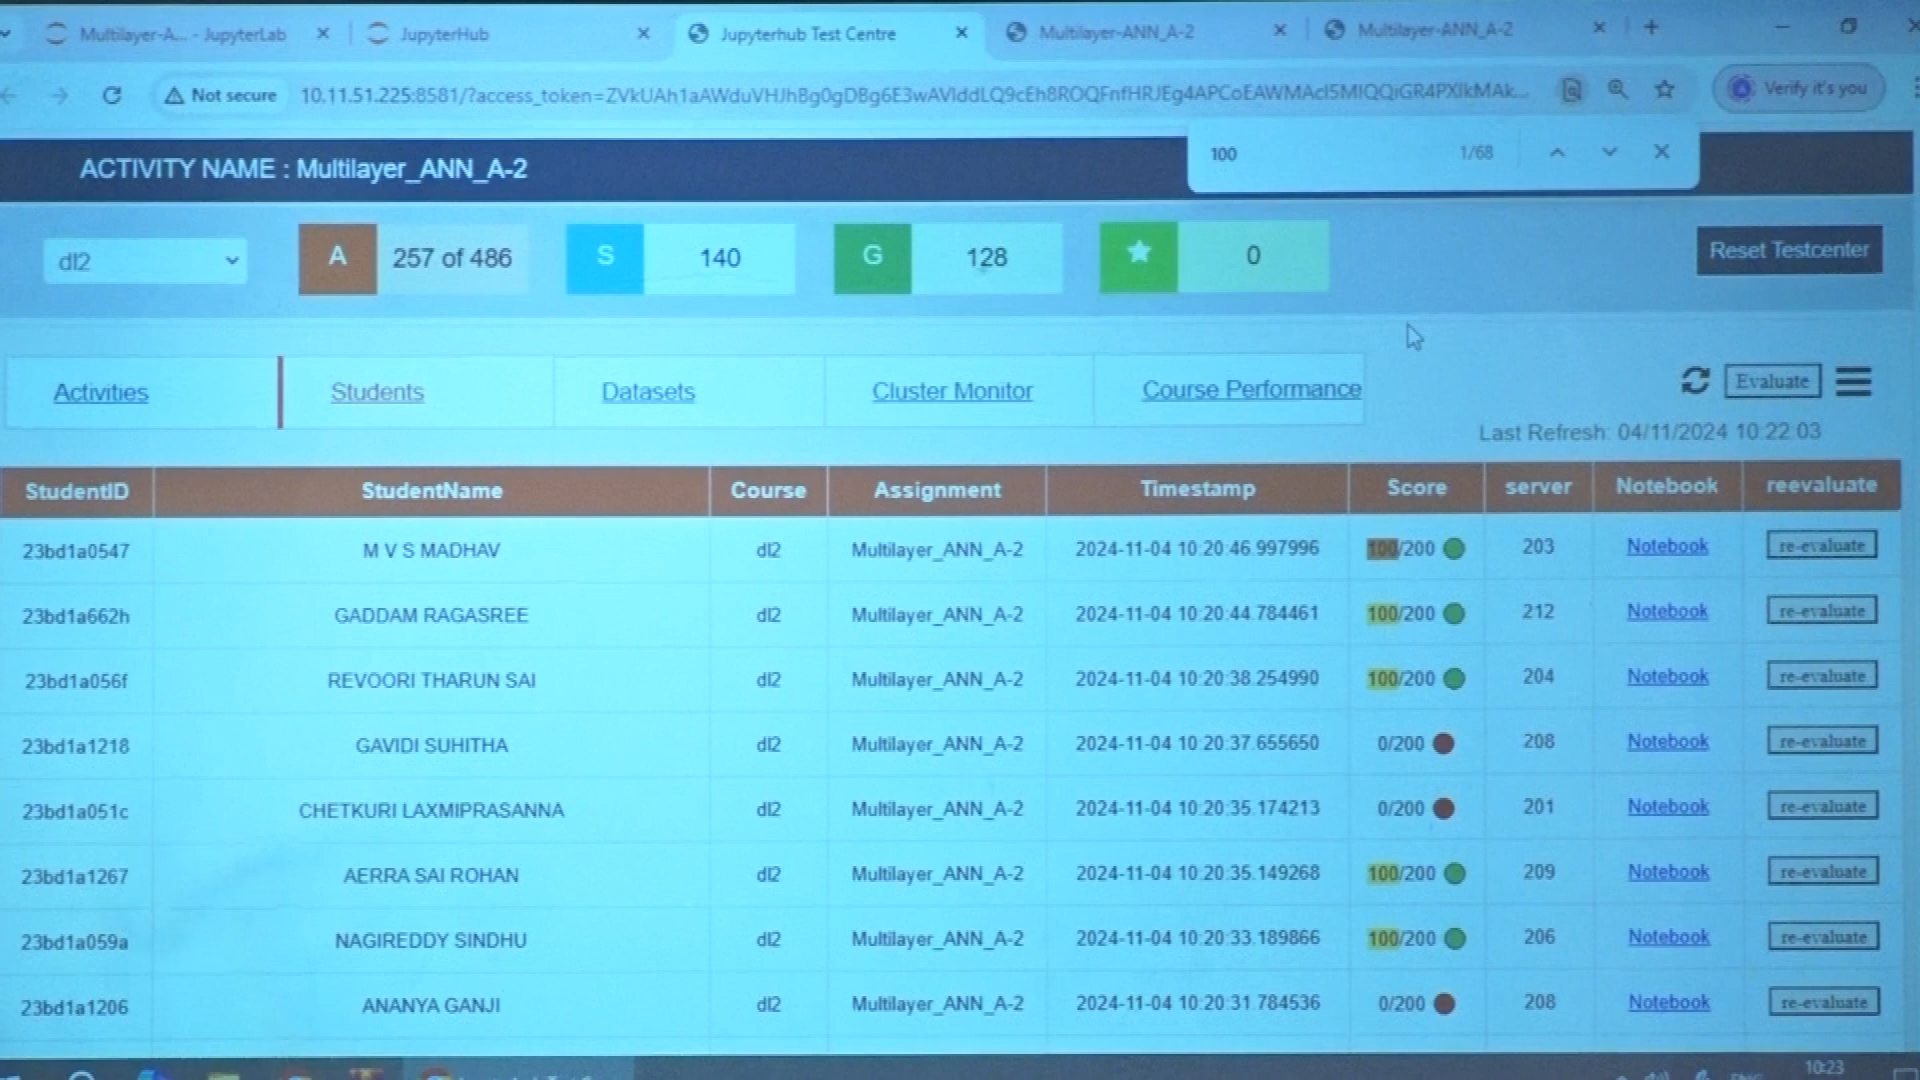 Multilayer-A... - JupyterLab JupyterHub Jupyterhub Test Centre Multilayer-ANN_A-2 Multilayer-ANN_A-2
Not secure 10.11.51.225:8581/?access_token= Verify it's you
100 1/68
ACTIVITY NAME : Multilayer_ANN_A-2
dl2 A 257 of 486 S 140 G 128 0 Reset Testcenter
Activities Students Datasets Cluster Monitor Course Performance Evaluate
Last Refresh: 04/11/2024 10:22:03
StudentID StudentName Course Assignment Timestamp Score server Notebook reevaluate
23bd1a0547 M V S MADHAV dl2 Multilayer_ANN_A-2 2024-11-04 10:20:46.997996 100/200 203 Notebook re-evaluate
23bd1a662h GADDAM RAGASREE dl2 Multilayer_ANN_A-2 2024-11-04 10:20:44.784461 100/200 212 Notebook re-evaluate
23bd1a056f REVOORI THARUN SAI dl2 Multilayer_ANN_A-2 2024-11-04 10:20:38.254990 100/200 204 Notebook re-evaluate
23bd1a1218 GAVIDI SUHITHA dl2 Multilayer_ANN_A-2 2024-11-04 10:20:37.655650 0/200 208 Notebook re-evaluate
23bd1a051c CHETKURI LAXMIPRASANNA dl2 Multilayer_ANN_A-2 2024-11-04 10:20:35.174213 0/200 201 Notebook re-evaluate
23bd1a1267 AERRA SAI ROHAN dl2 Multilayer_ANN_A-2 2024-11-04 10:20:35.149268 100/200 209 Notebook re-evaluate
23bd1a059a NAGIREDDY SINDHU dl2 Multilayer_ANN_A-2 2024-11-04 10:20:33.189866 100/200 206 Notebook re-evaluate
23bd1a1206 ANANYA GANJI dl2 Multilayer_ANN_A-2 2024-11-04 10:20:31.784536 0/200 208 Notebook re-evaluate
10:23